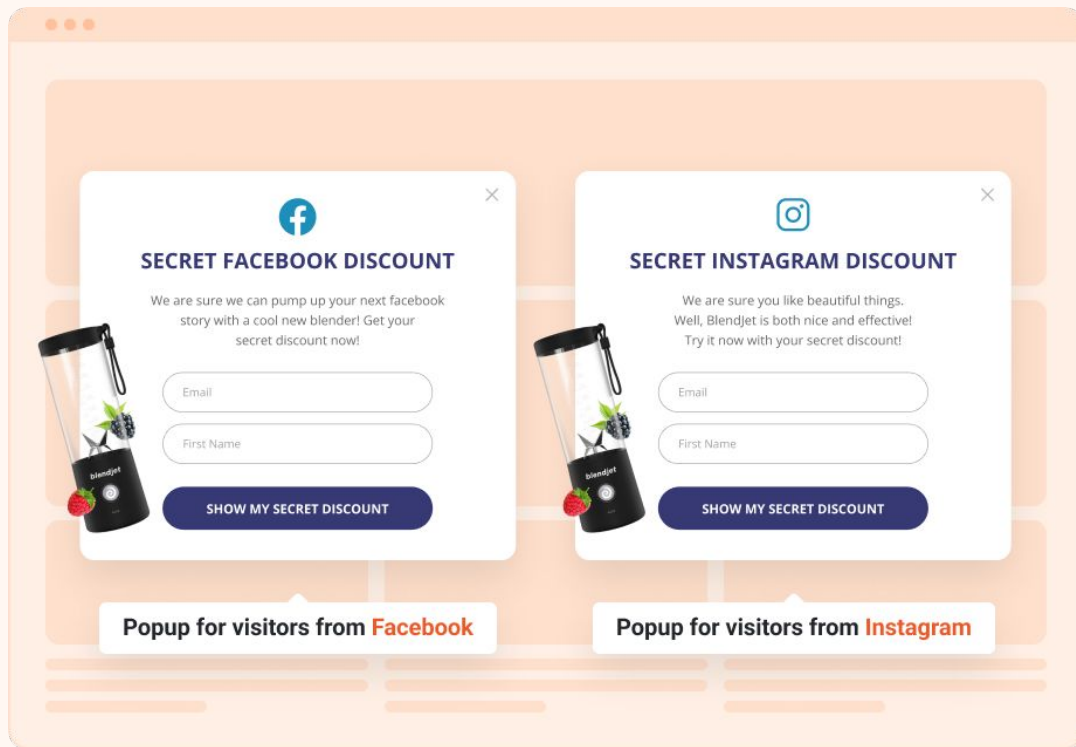 SECRET FACEBOOK DISCOUNT
We are sure we can pump up your next facebook
story with a cool new blender! Get your
secret discount now!
Email
First Name
blendjet
SHOW MY SECRET DISCOUNT
Popup for visitors from Facebook
SECRET INSTAGRAM DISCOUNT
We are sure you like beautiful things.
Well, BlendJet is both nice and effective!
Try it now with your secret discount!
Email
First Name
blendjet
SHOW MY SECRET DISCOUNT
Popup for visitors from Instagram